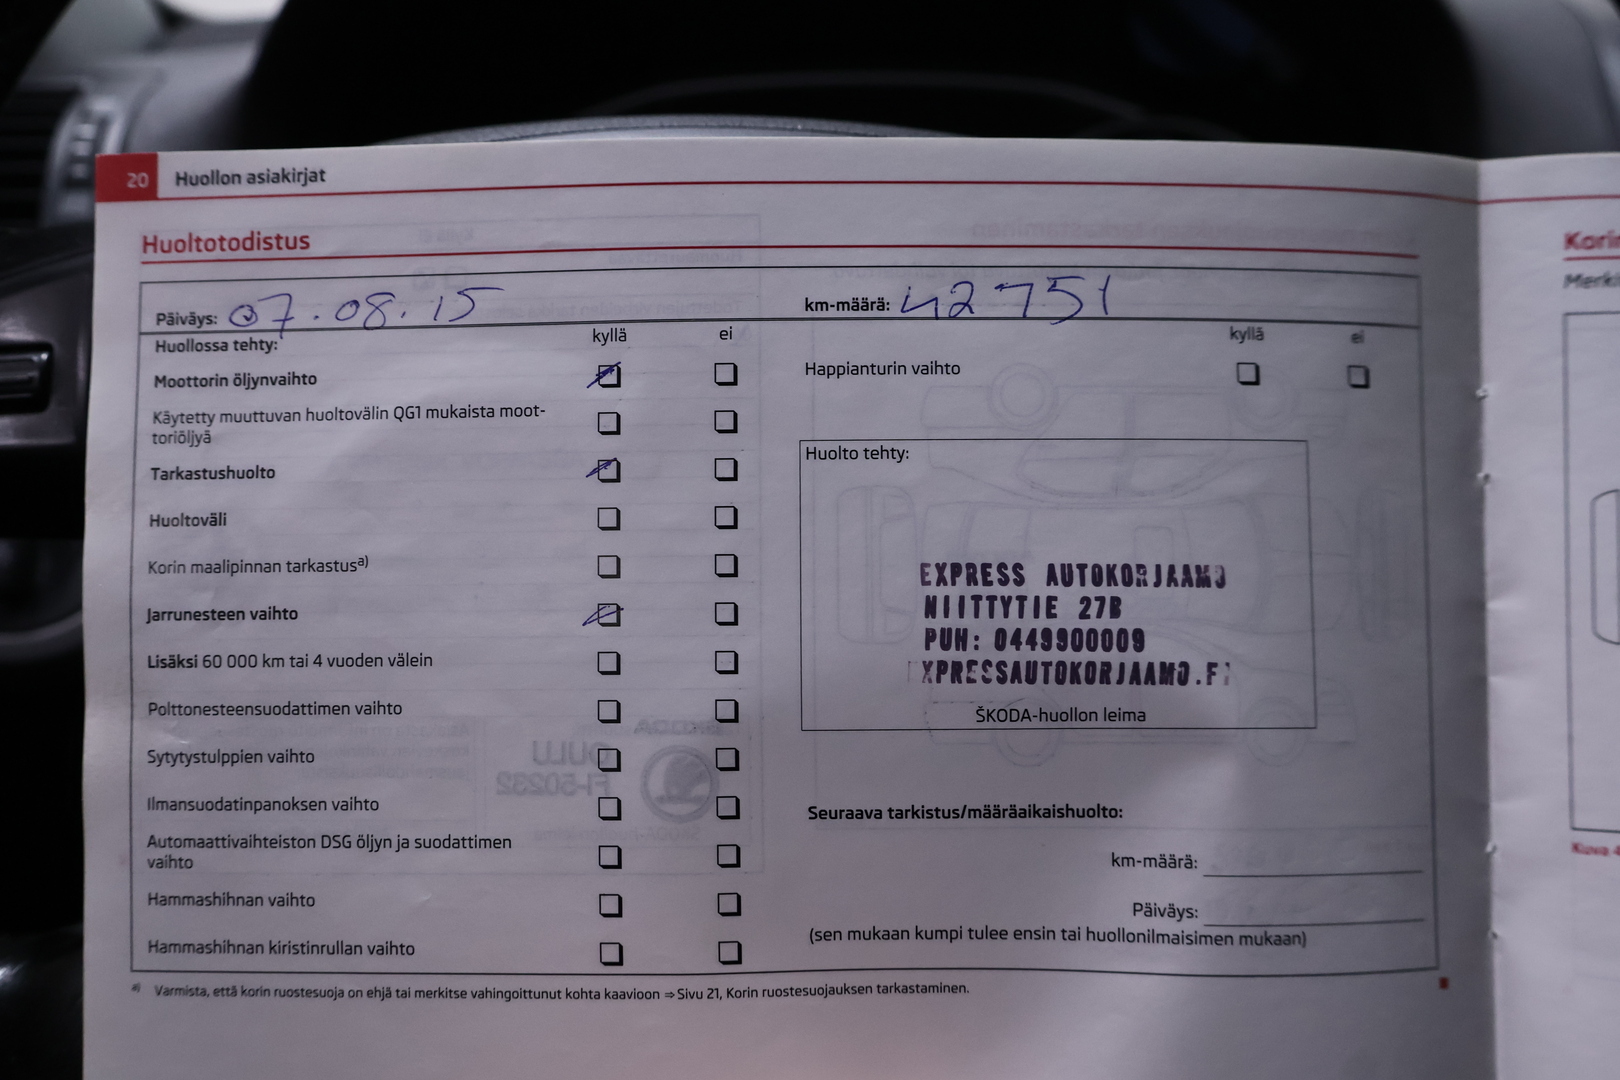 20 Huollon asiakirjat
Huoltotodistus
Päiväys: 07.08.15
km-määrä: 42751
Huollossa tehty: kyllä ei
Moottorin öljynvaihto
Käytetty muuttuvan huoltovälin QG1 mukaista moot-
toriöljyä
Tarkastushuolto
Huoltoväli
Korin maalipinnan tarkastusa)
Jarrunesteen vaihto
Lisäksi 60 000 km tai 4 vuoden välein
Polttonesteensuodattimen vaihto
Sytytystulppien vaihto
Ilmansuodatinpanoksen vaihto
Automaattivaihteiston DSG öljyn ja suodattimen
vaihto
Hammashihnan vaihto
Hammashihnan kiristinrullan vaihto
kyllä ei
Happianturin vaihto
Huolto tehty:
EXPRESS AUTOKORJAAMO
NIITTYTIE 27B
PUH: 0449900009
EXPRESSAUTOKORJAAMO.FI
ŠKODA-huollon leima
Seuraava tarkistus/määräaikaishuolto:
km-määrä:
Päiväys:
(sen mukaan kumpi tulee ensin tai huollonilmaisimen mukaan)
a) Varmista, että korin ruostesuoja on ehjä tai merkitse vahingoittunut kohta kaavioon ⇒ Sivu 21, Korin ruostesuojauksen tarkastaminen.